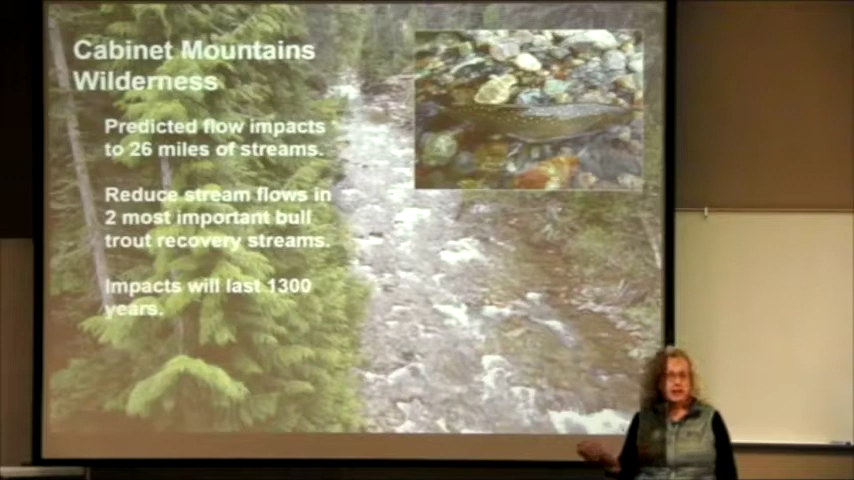 Cabinet Mountains
Wilderness
Predicted flow impacts
to 26 miles of streams.
Reduce stream flows in
2 most important bull
trout recovery streams.
Impacts will last 1300
years.